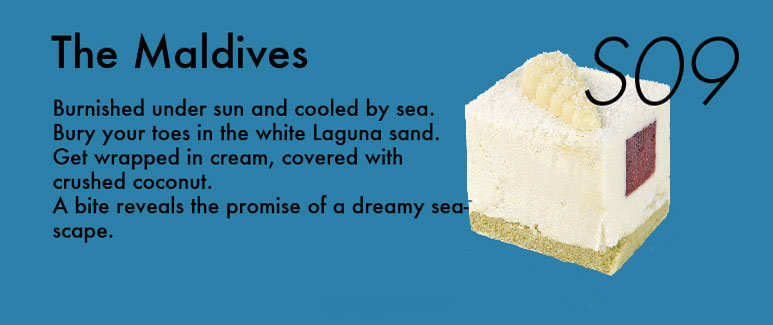 The Maldives
S09
Burnished under sun and cooled by sea.
Bury your toes in the white Laguna sand.
Get wrapped in cream, covered with
crushed coconut.
A bite reveals the promise of a dreamy sea-
scape.